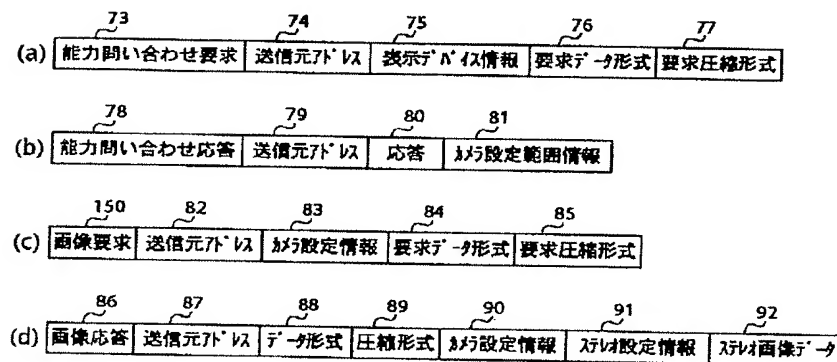 73 74 75 76 77
(a) 能力問い合わせ要求 送信元アドレス 表示デバイス情報 要求データ形式 要求圧縮形式
78 79 80 81
(b) 能力問い合わせ応答 送信元アドレス 応答 カメラ設定範囲情報
150 82 83 84 85
(c) 画像要求 送信元アドレス カメラ設定情報 要求データ形式 要求圧縮形式
86 87 88 89 90 91 92
(d) 画像応答 送信元アドレス データ形式 圧縮形式 カメラ設定情報 ステレオ設定情報 ステレオ画像データ